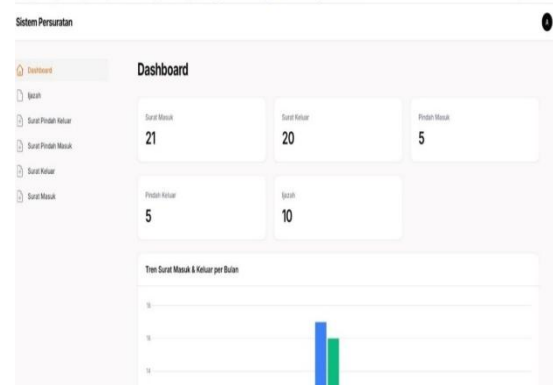 Sistem Persuratan
A
Dashboard
Ijazah
Surat Pindah Keluar
Surat Pindah Masuk
Surat Keluar
Surat Masuk
Dashboard
Surat Masuk
21
Surat Keluar
20
Pindah Masuk
5
Pindah Keluar
5
Ijazah
10
Tren Surat Masuk & Keluar per Bulan